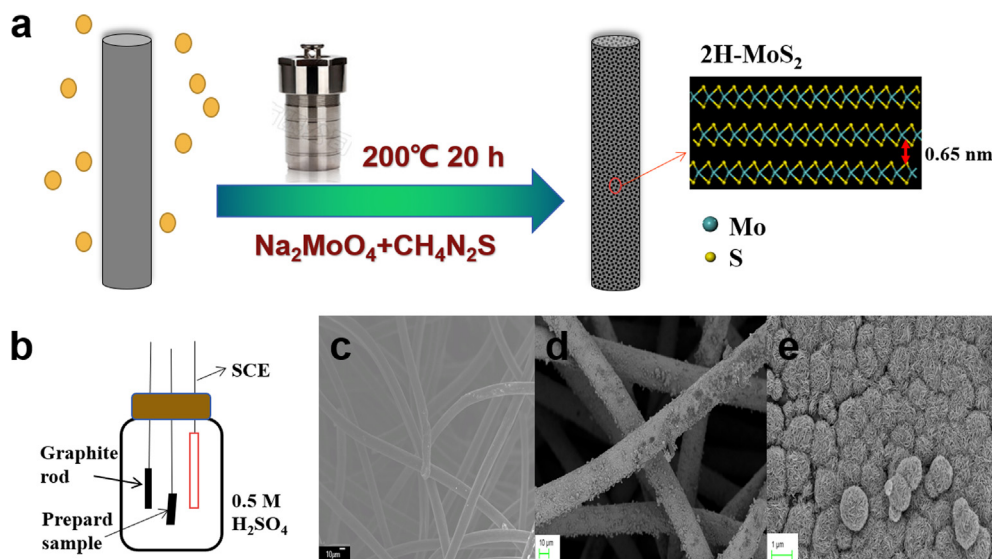 a
2H-MoS₂
200℃ 20 h
0.65 nm
Na₂MoO₄+CH₄N₂S
Mo
S
b
SCE
Graphite
rod
Prepard
sample
0.5 M
H₂SO₄
c
10μm
d
10 μm
e
1 μm